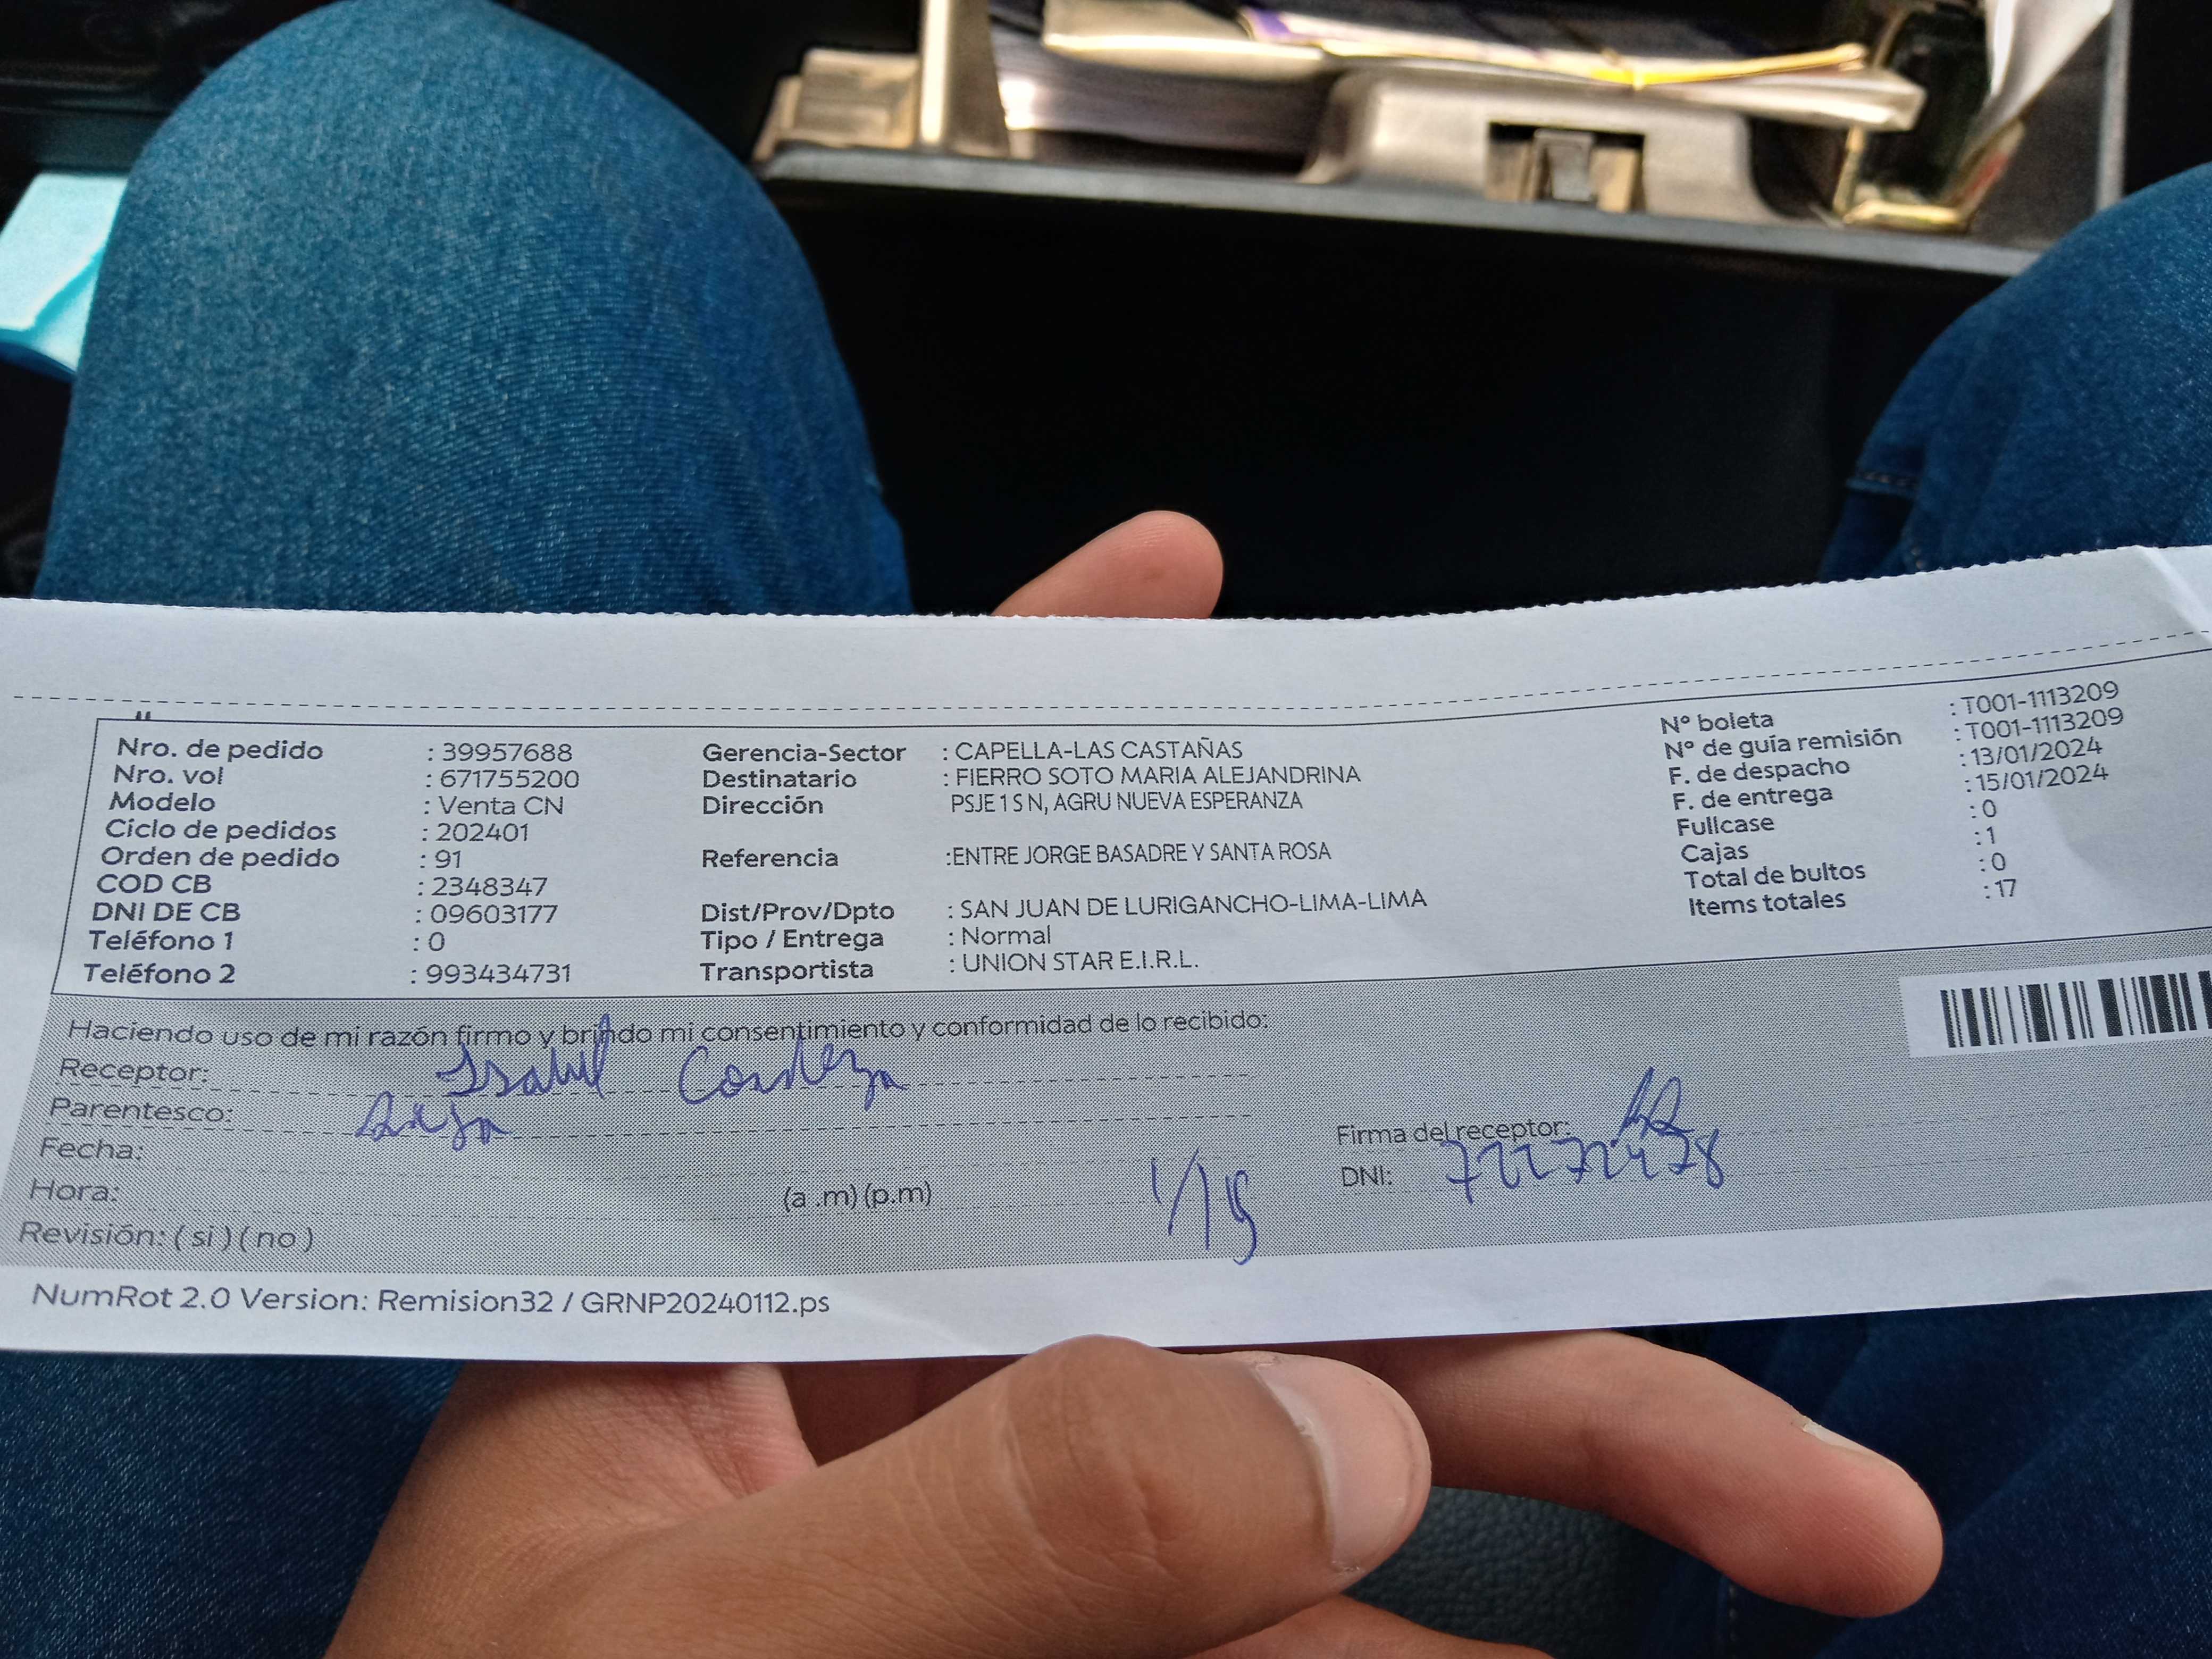 Nro. de pedido : 39957688
Nro. vol : 671755200
Modelo : Venta CN
Ciclo de pedidos : 202401
Orden de pedido : 91
COD CB : 2348347
DNI DE CB : 09603177
Teléfono 1 : 0
Teléfono 2 : 993434731
Gerencia-Sector : CAPELLA-LAS CASTAÑAS
Destinatario : FIERRO SOTO MARIA ALEJANDRINA
Dirección PSJE 1 S N, AGRU NUEVA ESPERANZA
Referencia :ENTRE JORGE BASADRE Y SANTA ROSA
Dist/Prov/Dpto : SAN JUAN DE LURIGANCHO-LIMA-LIMA
Tipo / Entrega : Normal
Transportista : UNION STAR E.I.R.L.
Nº boleta : T001-1113209
Nº de guía remisión : T001-1113209
F. de despacho : 13/01/2024
F. de entrega : 15/01/2024
Fullcase : 0
Cajas : 1
Total de bultos : 0
Items totales : 17
Haciendo uso de mi razón firmo y brindo mi consentimiento y conformidad de lo recibido:
Receptor: Isabel
Parentesco:
Fecha:
Hora: (a .m) (p.m)
Revisión: ( si ) ( no )
1/15
Firma del receptor:
DNI:
NumRot 2.0 Version: Remision32 / GRNP20240112.ps